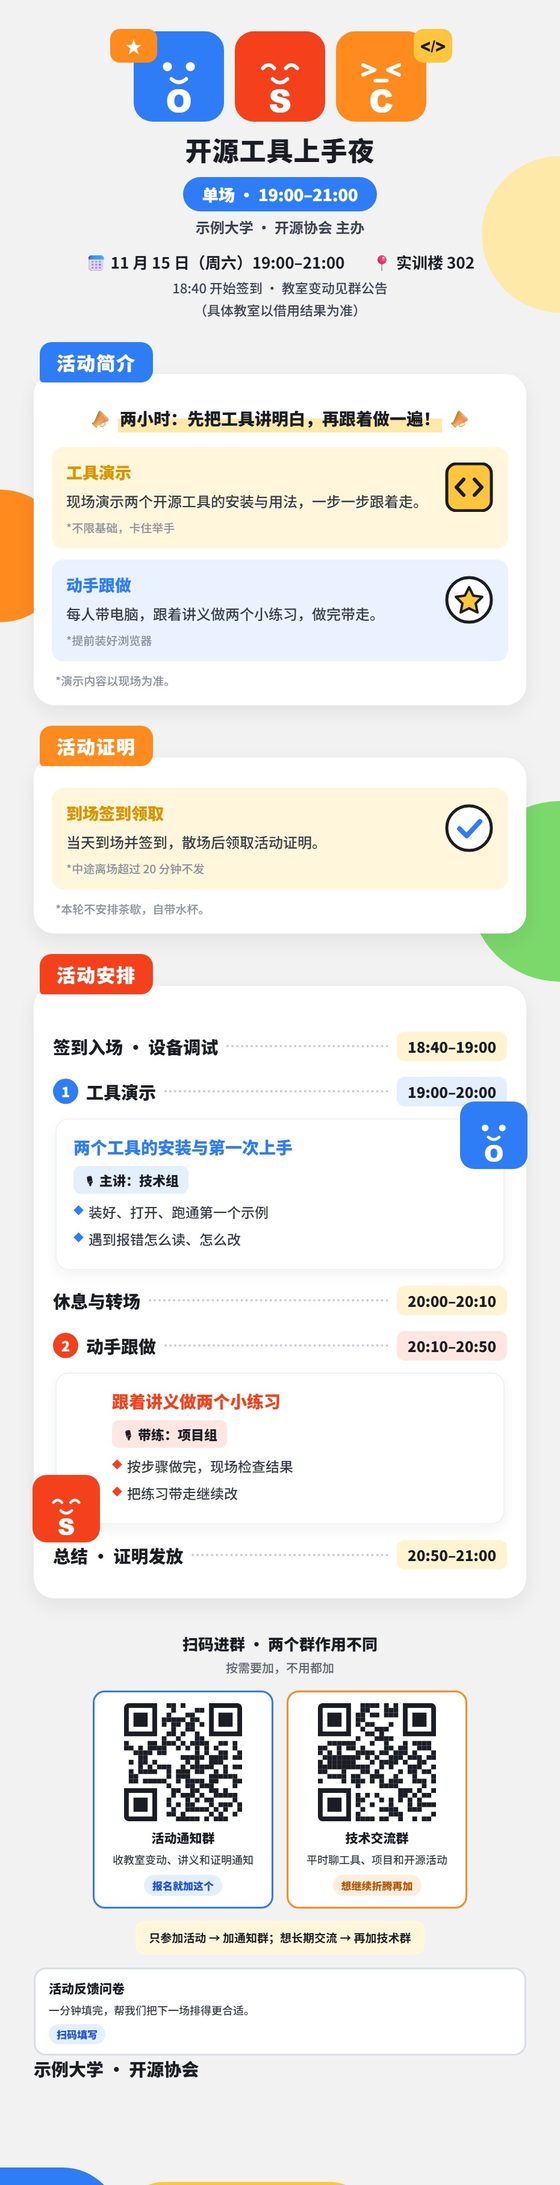 </>
O S C
开源工具上手夜
单场 · 19:00–21:00
示例大学 · 开源协会 主办
11 月 15 日（周六）19:00–21:00 实训楼 302
18:40 开始签到 · 教室变动见群公告
（具体教室以借用结果为准）
活动简介
两小时：先把工具讲明白，再跟着做一遍！
工具演示
现场演示两个开源工具的安装与用法，一步一步跟着走。
*不限基础，卡住举手
动手跟做
每人带电脑，跟着讲义做两个小练习，做完带走。
*提前装好浏览器
*演示内容以现场为准。
活动证明
到场签到领取
当天到场并签到，散场后领取活动证明。
*中途离场超过 20 分钟不发
*本轮不安排茶歇，自带水杯。
活动安排
签到入场 · 设备调试 18:40–19:00
1 工具演示 19:00–20:00
O
两个工具的安装与第一次上手
主讲：技术组
装好、打开、跑通第一个示例
遇到报错怎么读、怎么改
休息与转场 20:00–20:10
2 动手跟做 20:10–20:50
跟着讲义做两个小练习
带练：项目组
按步骤做完，现场检查结果
把练习带走继续改
S
总结 · 证明发放 20:50–21:00
扫码进群 · 两个群作用不同
按需要加，不用都加
活动通知群
收教室变动、讲义和证明通知
报名就加这个
技术交流群
平时聊工具、项目和开源活动
想继续折腾再加
只参加活动 → 加通知群；想长期交流 → 再加技术群
活动反馈问卷
一分钟填完，帮我们把下一场排得更合适。
扫码填写
示例大学 · 开源协会